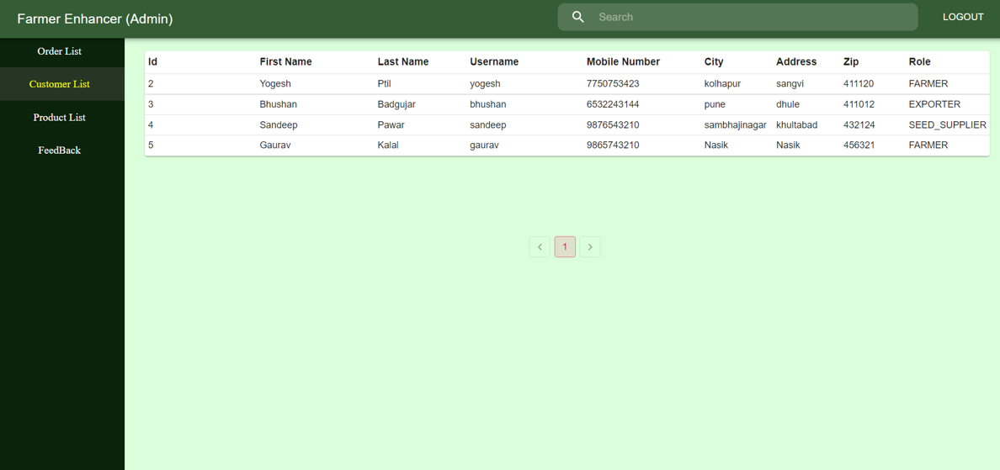 Farmer Enhancer (Admin) Search LOGOUT
Order List
Customer List
Product List
FeedBack
Id First Name Last Name Username Mobile Number City Address Zip Role
2 Yogesh Ptil yogesh 7750753423 kolhapur sangvi 411120 FARMER
3 Bhushan Badgujar bhushan 6532243144 pune dhule 411012 EXPORTER
4 Sandeep Pawar sandeep 9876543210 sambhajinagar khultabad 432124 SEED_SUPPLIER
5 Gaurav Kalal gaurav 9865743210 Nasik Nasik 456321 FARMER
1